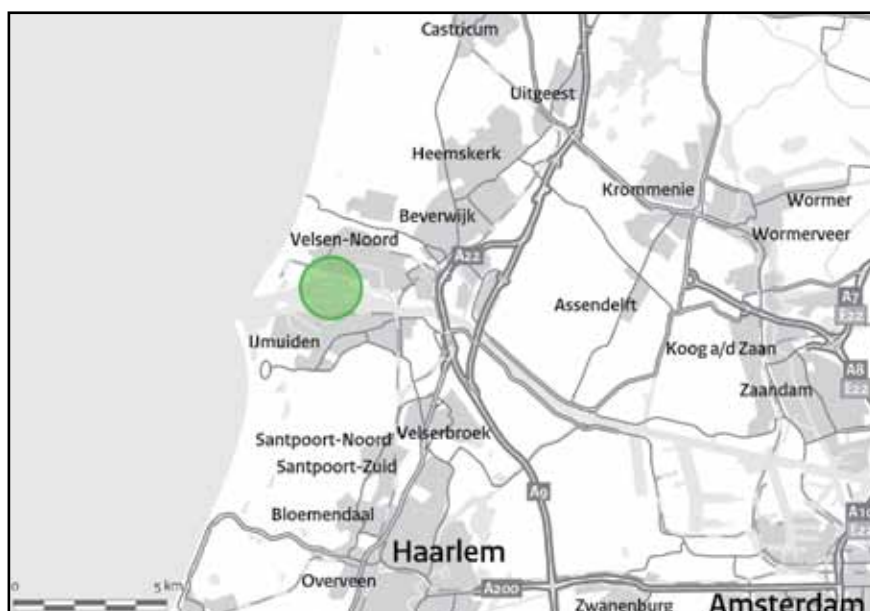 Castricum
Uitgeest
Heemskerk
Krommenie
Wormer
Beverwijk
Wormerveer
Velsen-Noord
A22
A7
E22
Assendelft
IJmuiden
Koog a/d Zaan
A8
E22
Zaandam
Velserbroek
Santpoort-Noord
Santpoort-Zuid
A9
A10
E22
Bloemendaal
Haarlem
0
5 km
Overveen
A200
Zwanenburg
Amsterdam